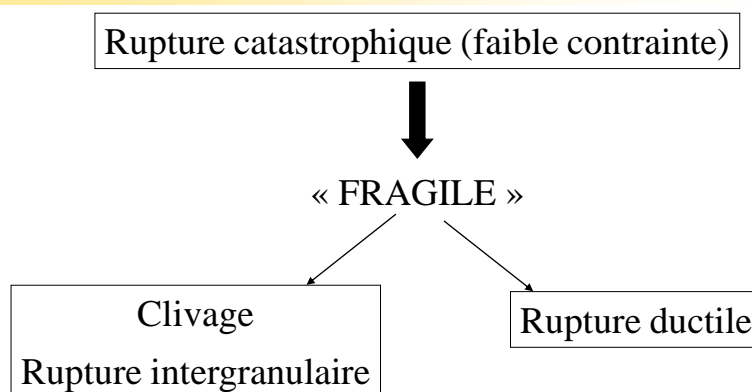 Rupture catastrophique (faible contrainte)
« FRAGILE »
Clivage
Rupture intergranulaire
Rupture ductile